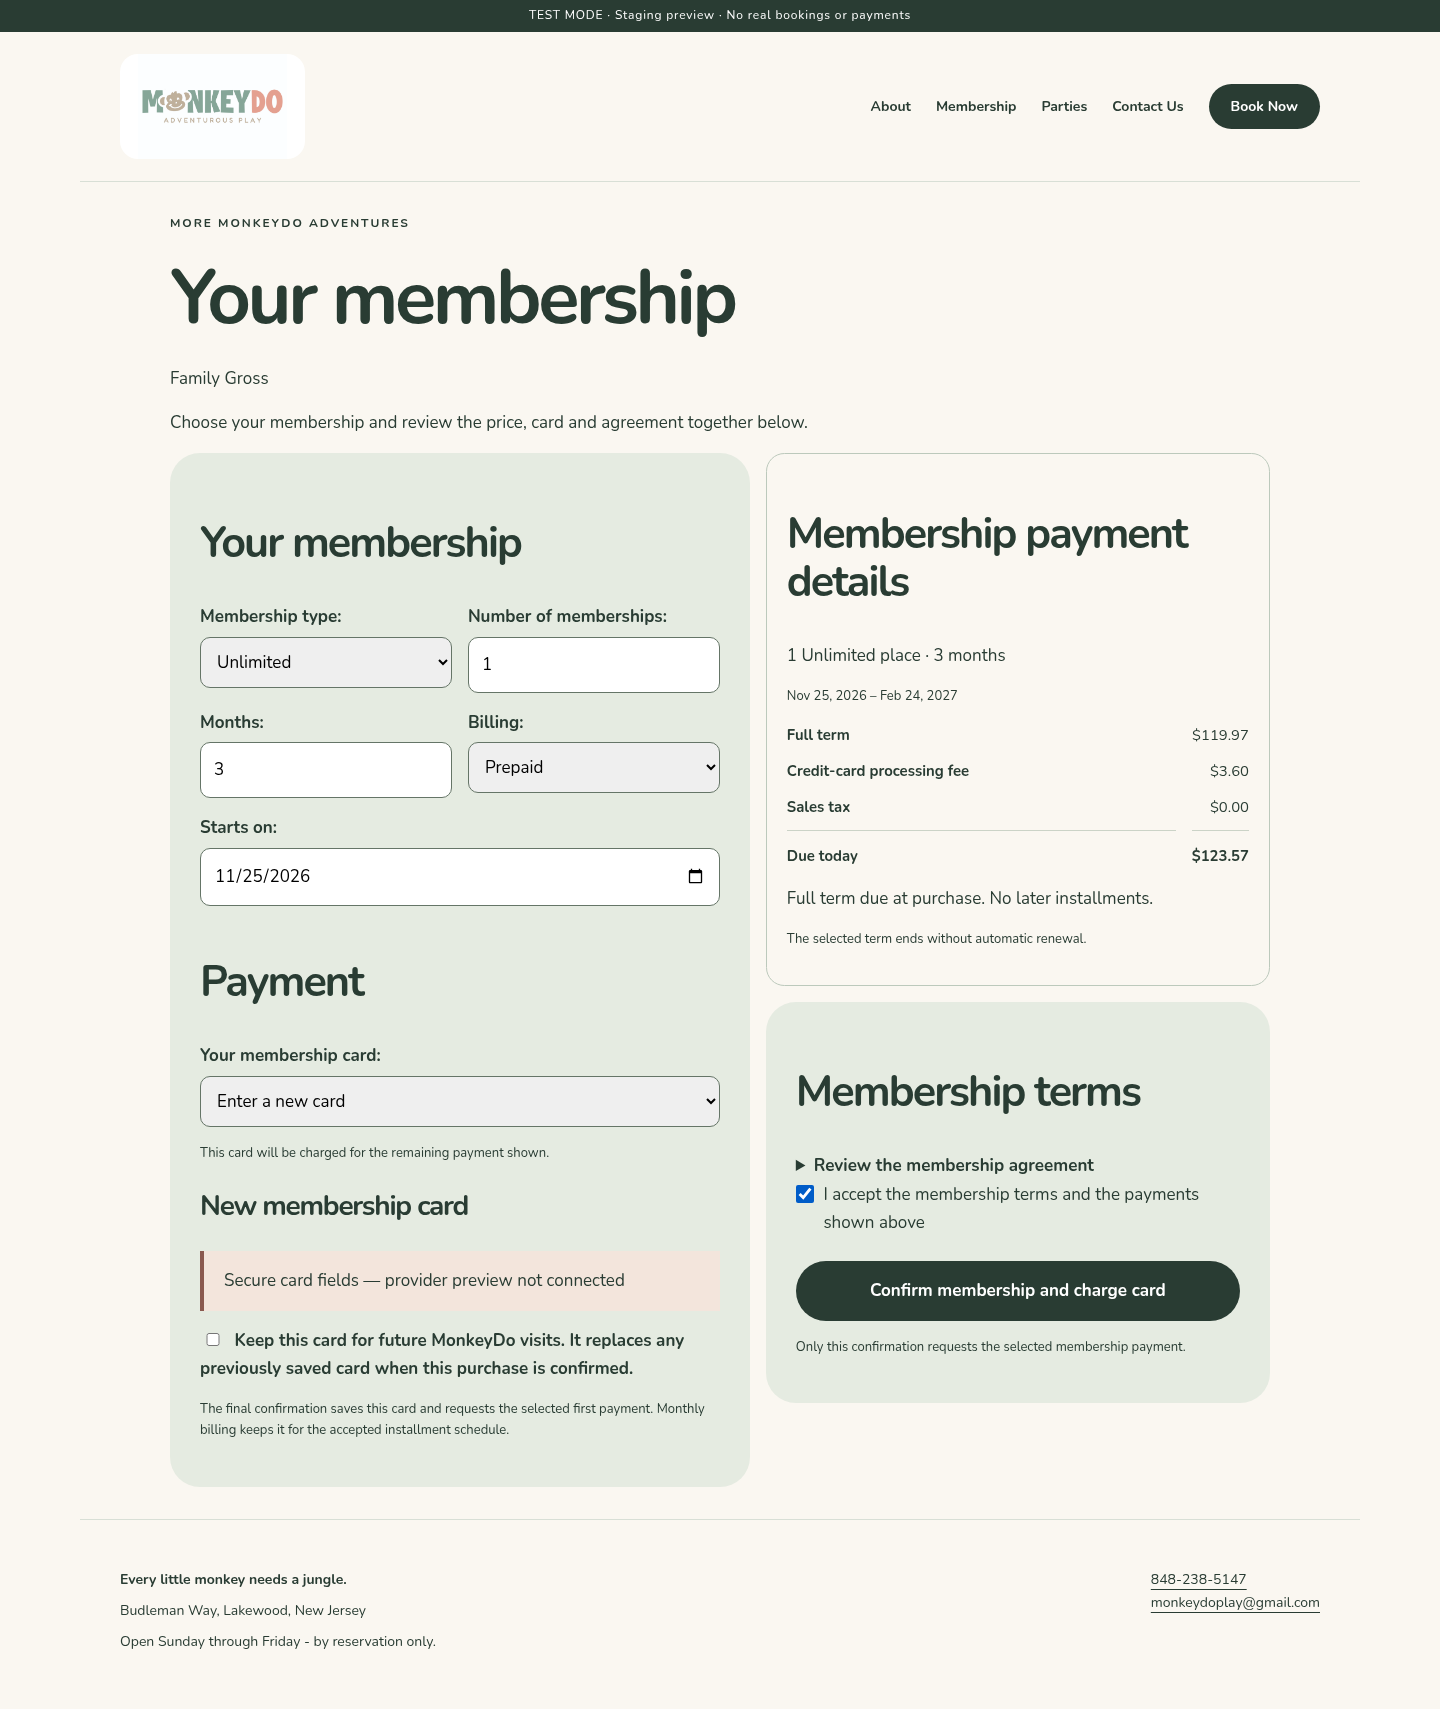 TEST MODE · Staging preview · No real bookings or payments
MONKEYDO
ADVENTUROUS PLAY
About Membership Parties Contact Us Book Now
MORE MONKEYDO ADVENTURES
Your membership
Family Gross
Choose your membership and review the price, card and agreement together below.
Your membership
Membership type: Number of memberships:
Unlimited 1
Months: Billing:
3 Prepaid
Starts on:
11/25/2026
Payment
Your membership card:
Enter a new card
This card will be charged for the remaining payment shown.
New membership card
Secure card fields — provider preview not connected
Keep this card for future MonkeyDo visits. It replaces any
previously saved card when this purchase is confirmed.
The final confirmation saves this card and requests the selected first payment. Monthly
billing keeps it for the accepted installment schedule.
Membership payment
details
1 Unlimited place · 3 months
Nov 25, 2026 – Feb 24, 2027
Full term $119.97
Credit-card processing fee $3.60
Sales tax $0.00
Due today $123.57
Full term due at purchase. No later installments.
The selected term ends without automatic renewal.
Membership terms
Review the membership agreement
I accept the membership terms and the payments
shown above
Confirm membership and charge card
Only this confirmation requests the selected membership payment.
Every little monkey needs a jungle.
Budleman Way, Lakewood, New Jersey
Open Sunday through Friday - by reservation only.
848-238-5147
monkeydoplay@gmail.com